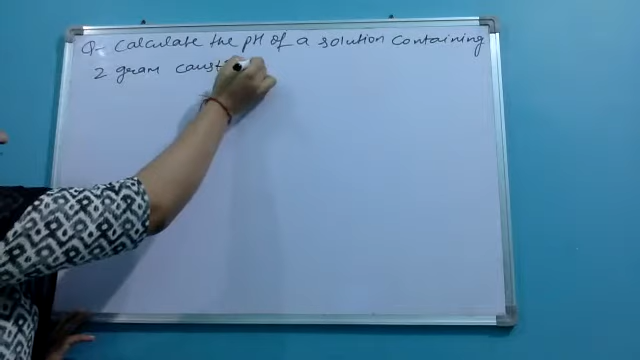 Q- Calculate the pH of a solution containing
2 gram caust